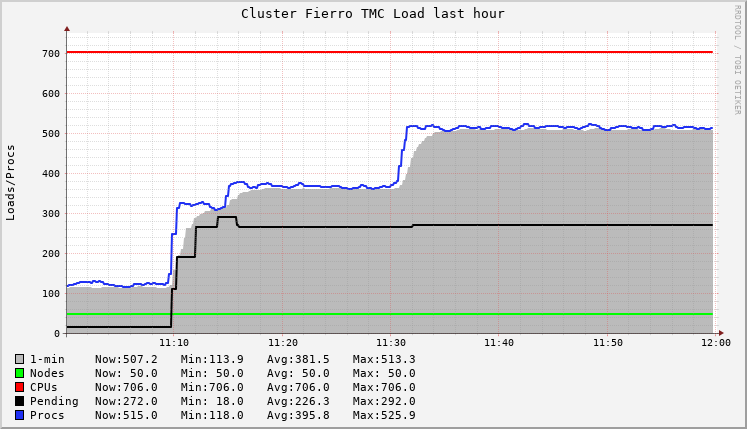 Cluster Fierro TMC Load last hour
RRDTOOL / TOBI OETIKER
Loads/Procs
700
600
500
400
300
200
100
0
11:10 11:20 11:30 11:40 11:50 12:00
1-min Now:507.2 Min:113.9 Avg:381.5 Max:513.3
Nodes Now: 50.0 Min: 50.0 Avg: 50.0 Max: 50.0
CPUs Now:706.0 Min:706.0 Avg:706.0 Max:706.0
Pending Now:272.0 Min: 18.0 Avg:226.3 Max:292.0
Procs Now:515.0 Min:118.0 Avg:395.8 Max:525.9